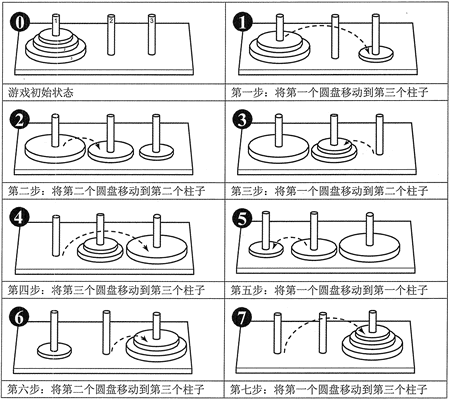 0
1 2 3
1
游戏初始状态
第一步：将第一个圆盘移动到第三个柱子
2
3
第二步：将第二个圆盘移动到第二个柱子
第三步：将第一个圆盘移动到第二个柱子
4
5
第四步：将第三个圆盘移动到第三个柱子
第五步：将第一个圆盘移动到第一个柱子
6
7
第六步：将第二个圆盘移动到第三个柱子
第七步：将第一个圆盘移动到第三个柱子